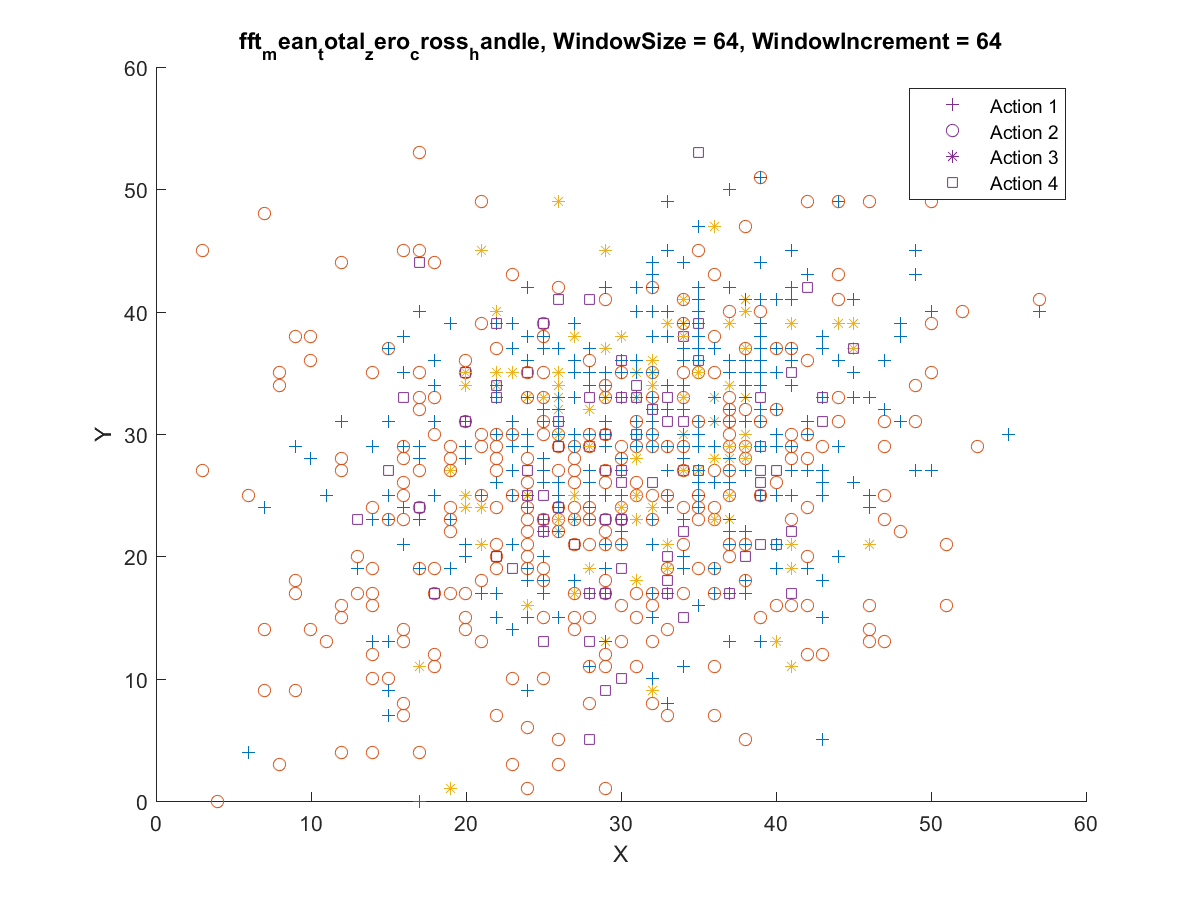 fft_mean_total_zero_cross_handle, WindowSize = 64, WindowIncrement = 64
60
50
40
30
20
10
0
Y
Action 1
Action 2
Action 3
Action 4
0 10 20 30 40 50 60
X